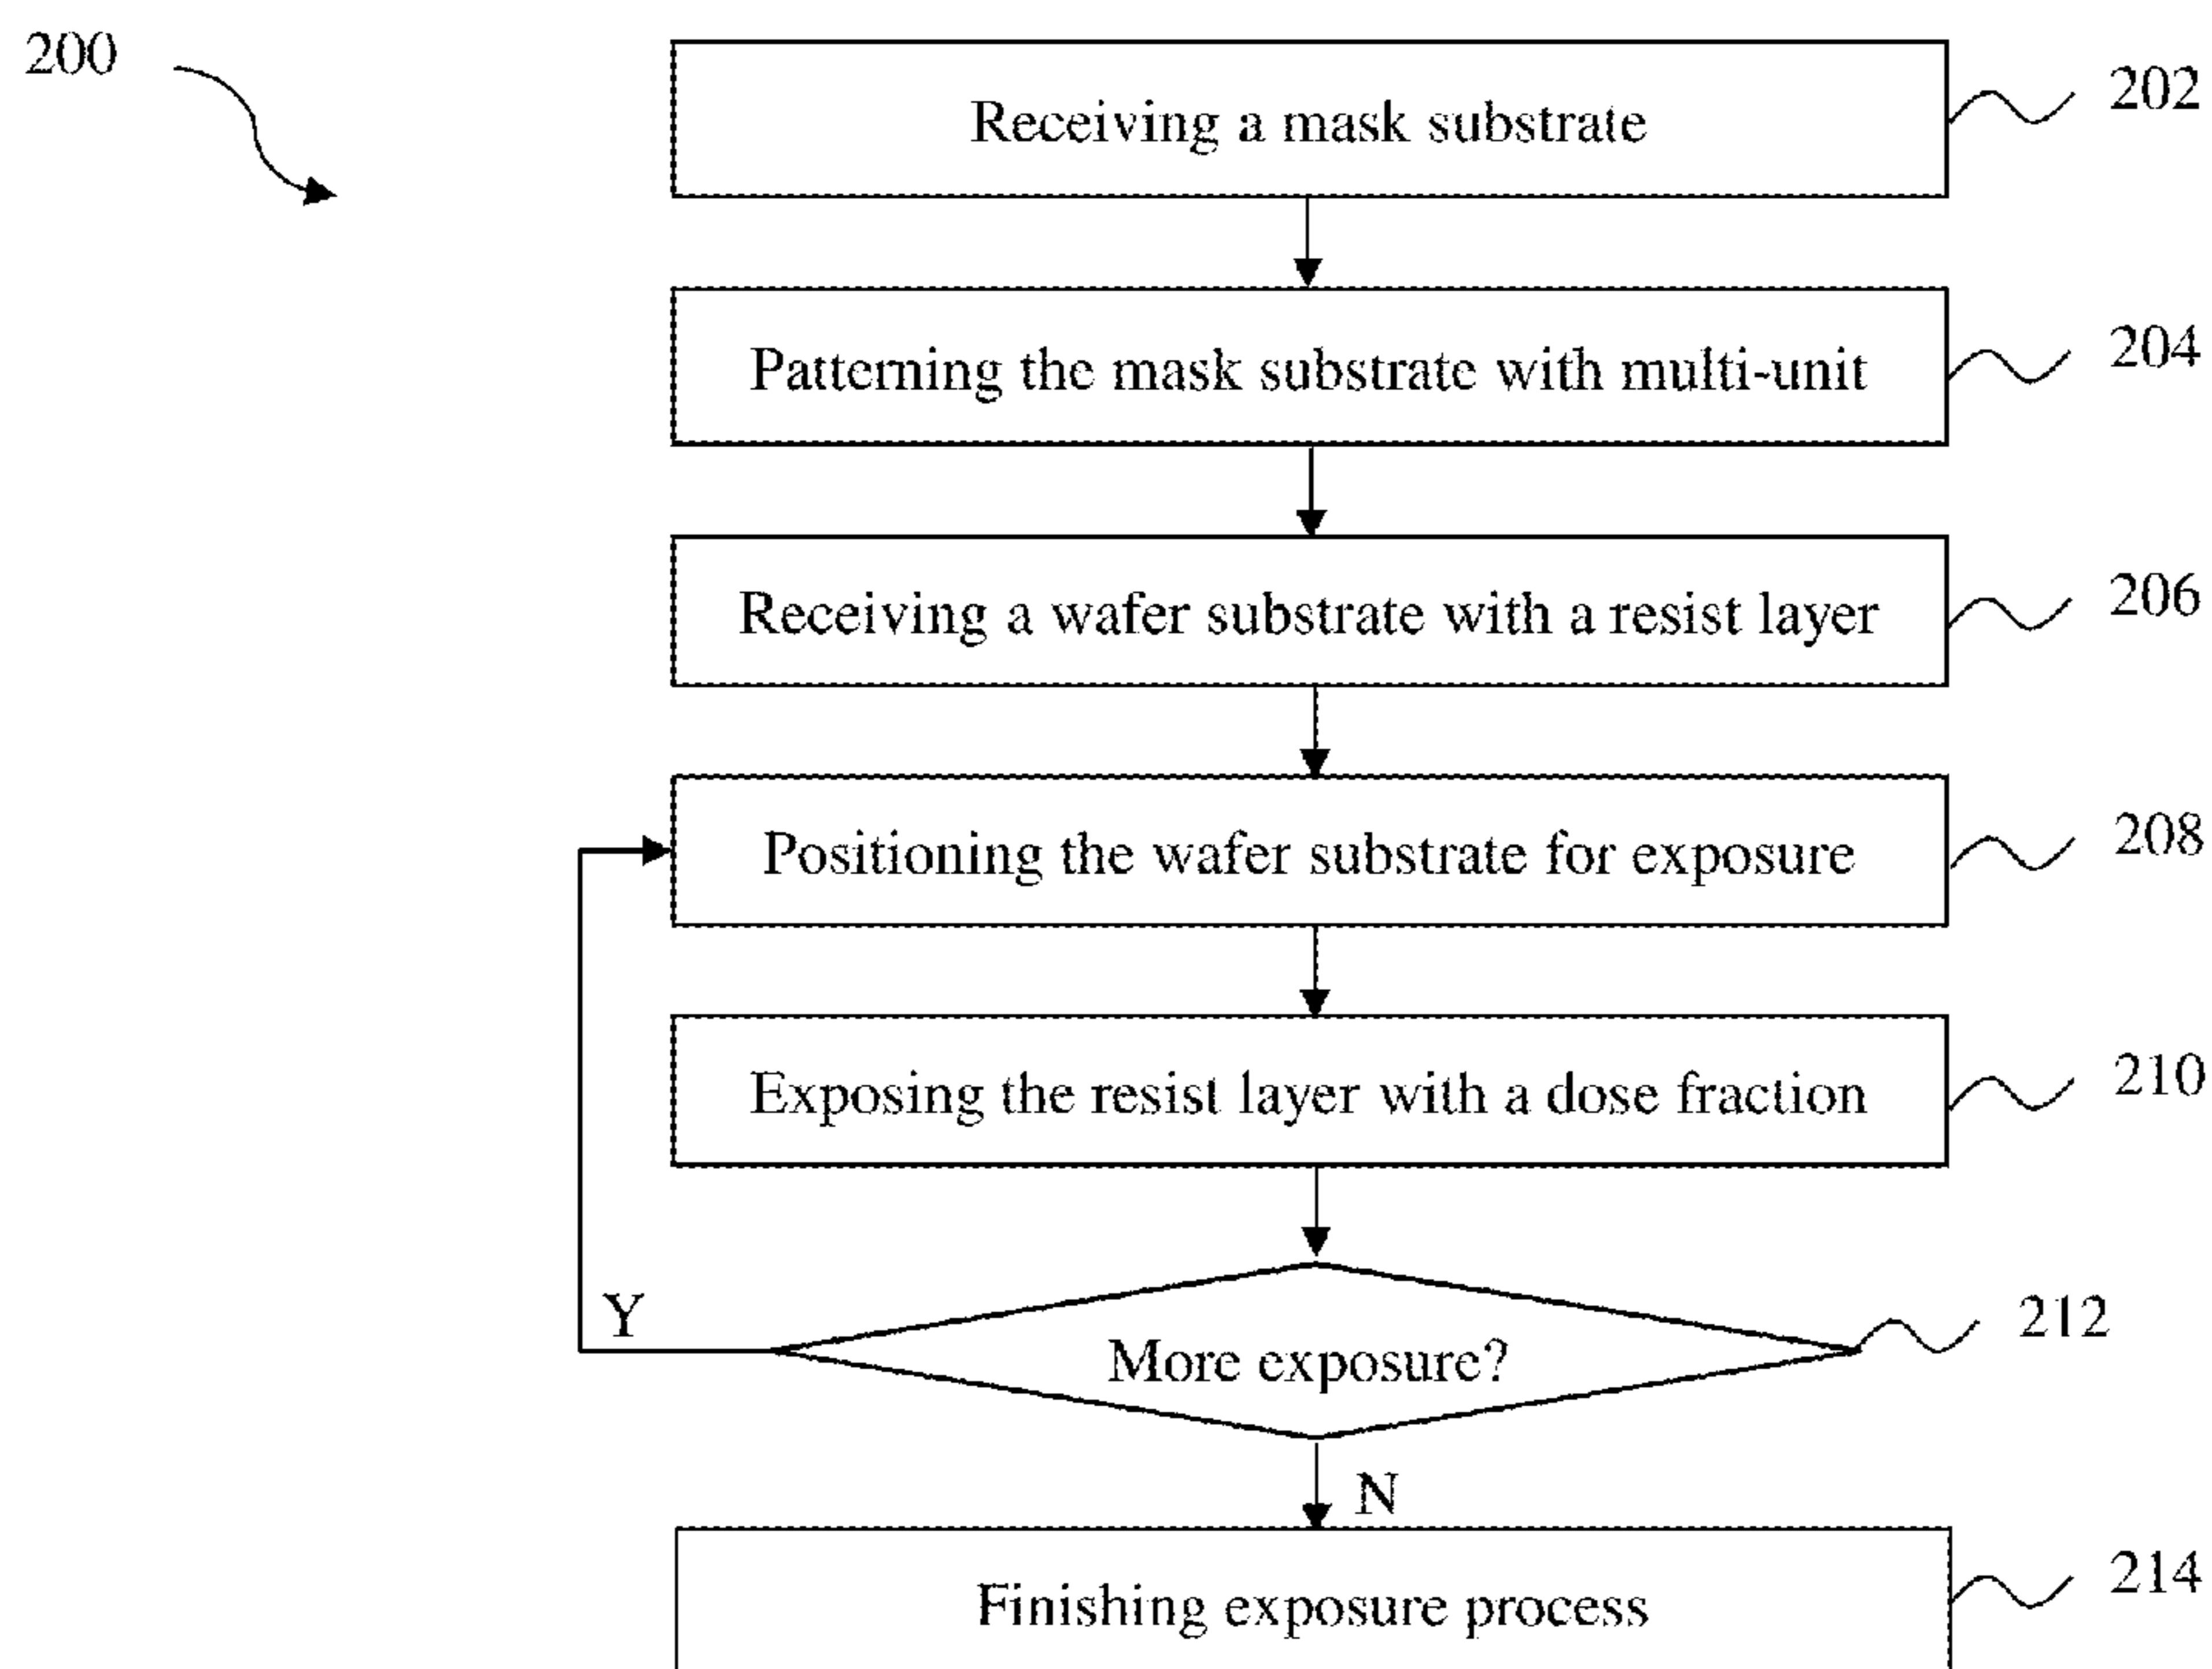 200
Receiving a mask substrate
202
Patterning the mask substrate with multi-unit
204
Receiving a wafer substrate with a resist layer
206
Positioning the wafer substrate for exposure
208
Exposing the resist layer with a dose fraction
210
More exposure?
212
Y
N
Finishing exposure process
214